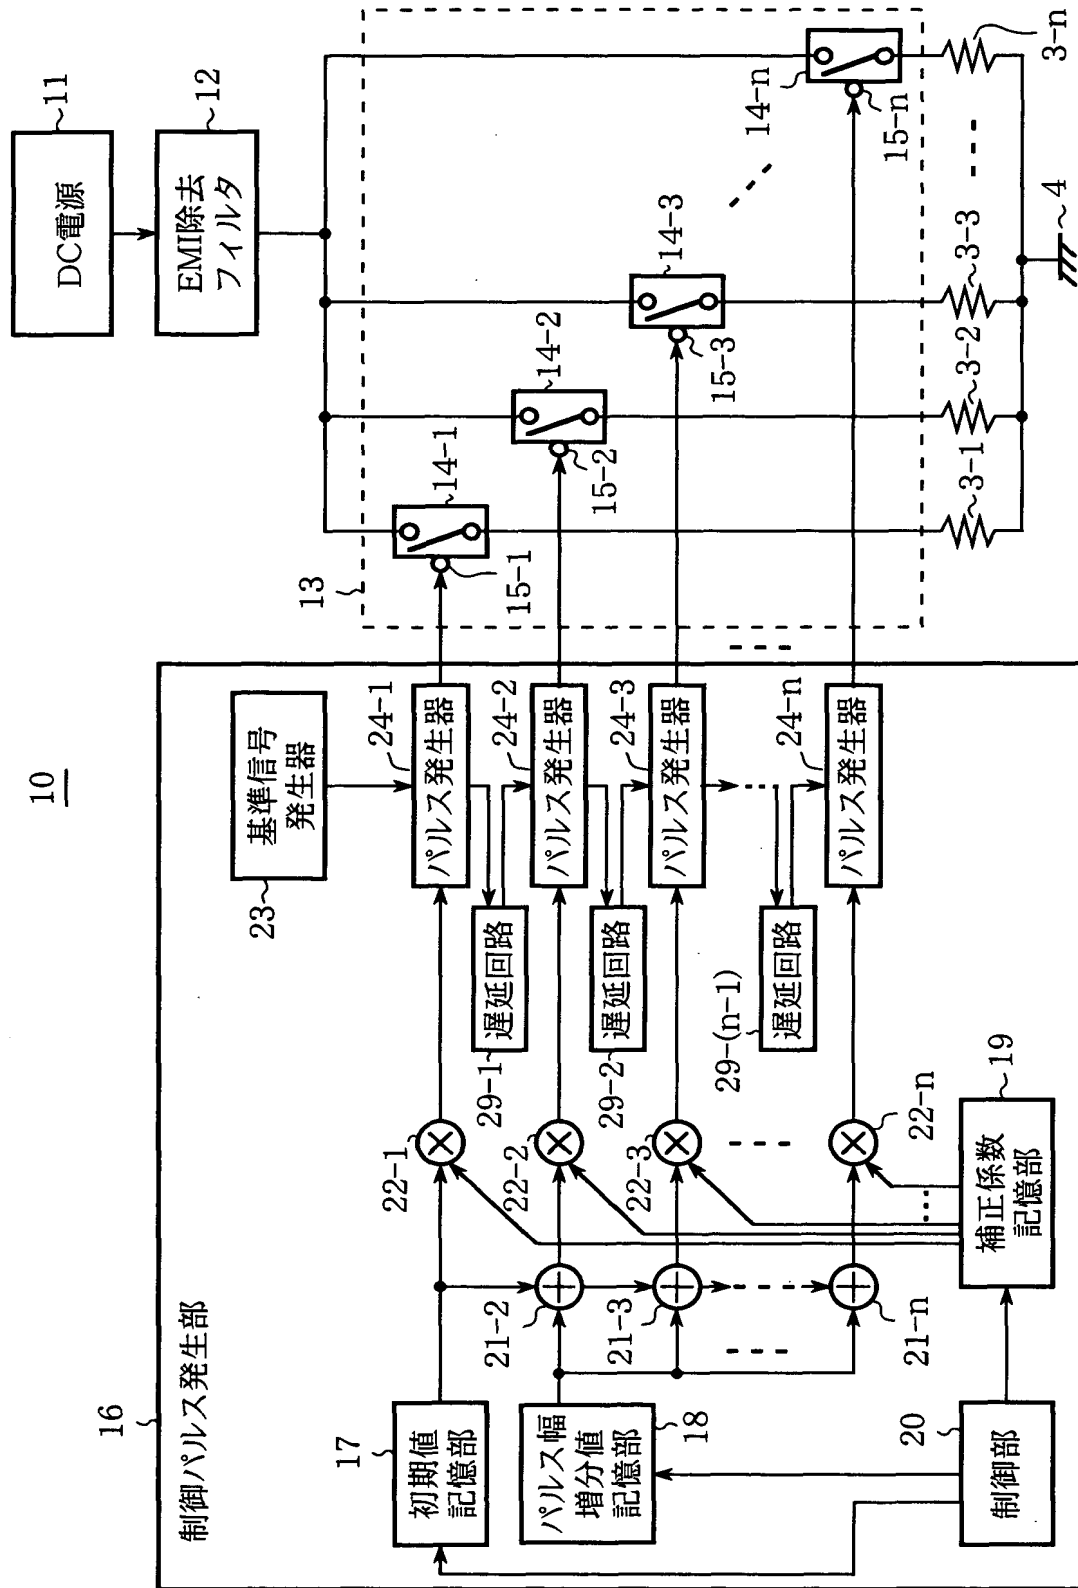 10
16
制御パルス発生部
17
初期値
記憶部
パルス幅
増分値
記憶部
18
20
制御部
19
補正係数
記憶部
21-2
21-3
21-n
22-1
22-2
22-3
22-n
23
基準信号
発生器
24-1
パルス発生器
24-2
パルス発生器
24-3
パルス発生器
24-n
パルス発生器
29-1
遅延回路
29-2
遅延回路
29-(n-1)
遅延回路
11
DC電源
12
EMI除去
フィルタ
13
14-1
14-2
14-3
14-n
15-1
15-2
15-3
15-n
3-1
3-2
3-3
3-n
4